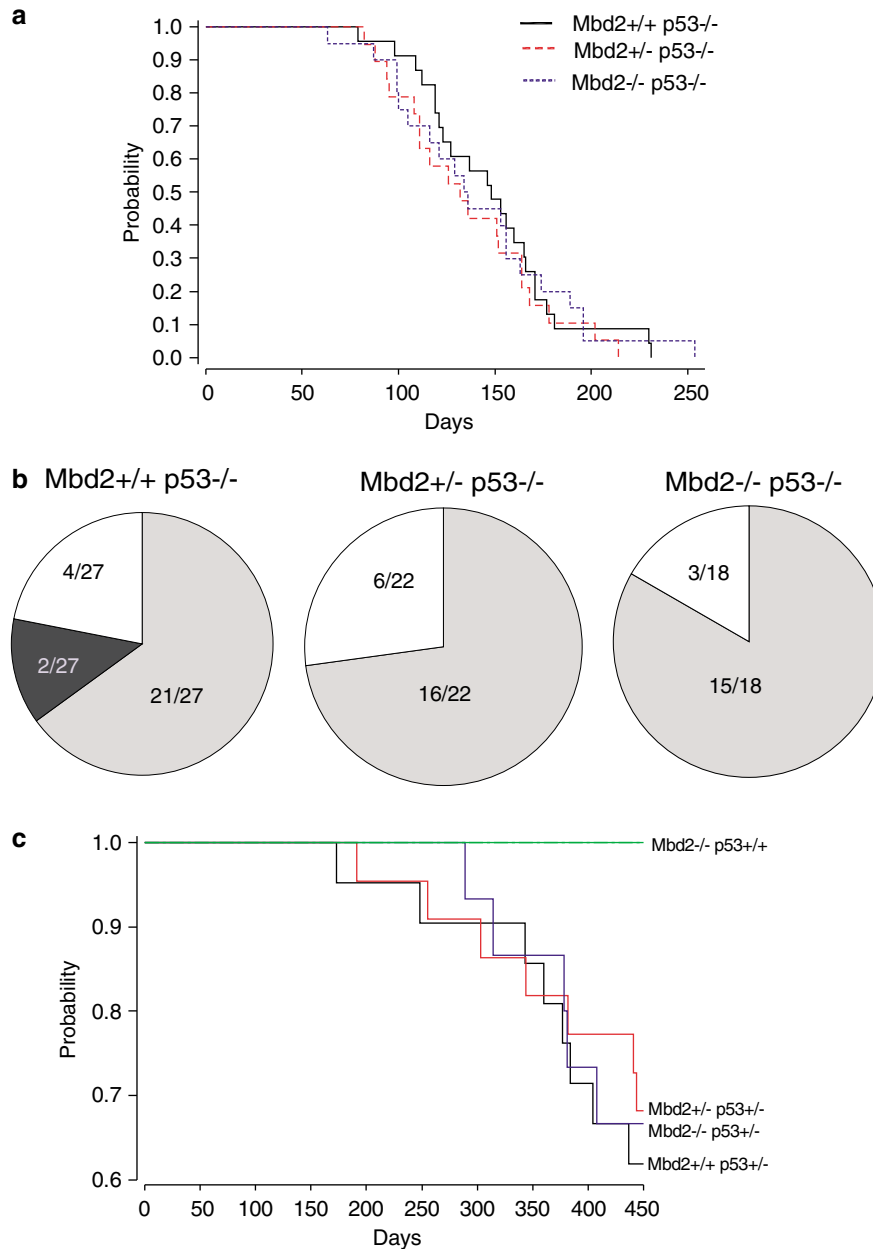 a
Mbd2+/+ p53-/-
Mbd2+/- p53-/-
Mbd2-/- p53-/-
Probability
1.0
0.9
0.8
0.7
0.6
0.5
0.4
0.3
0.2
0.1
0.0
0 50 100 150 200 250
Days
b
Mbd2+/+ p53-/- Mbd2+/- p53-/- Mbd2-/- p53-/-
4/27
2/27
21/27
6/22
16/22
3/18
15/18
c
Probability
1.0
0.9
0.8
0.7
0.6
Mbd2-/- p53+/+
Mbd2+/- p53+/-
Mbd2-/- p53+/-
Mbd2+/+ p53+/-
0 50 100 150 200 250 300 350 400 450
Days